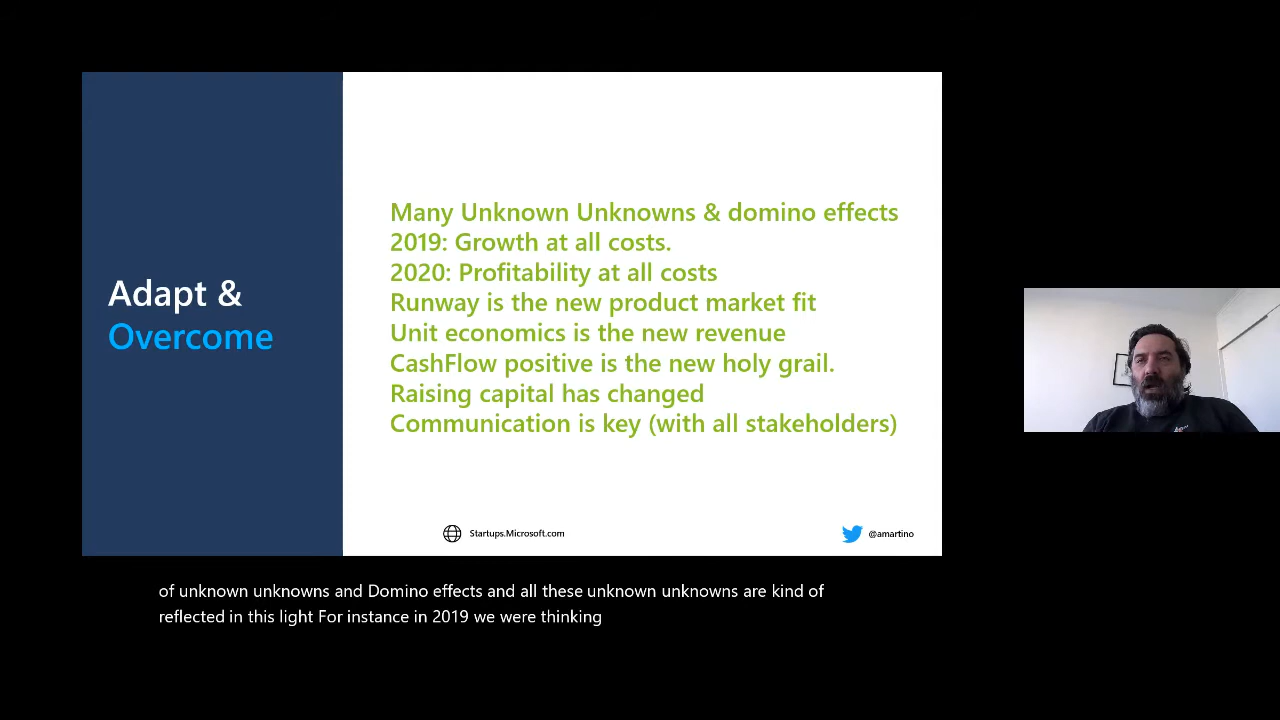 Adapt &
Overcome
Many Unknown Unknowns & domino effects
2019: Growth at all costs.
2020: Profitability at all costs
Runway is the new product market fit
Unit economics is the new revenue
CashFlow positive is the new holy grail.
Raising capital has changed
Communication is key (with all stakeholders)
Startups.Microsoft.com
@amartino
of unknown unknowns and Domino effects and all these unknown unknowns are kind of
reflected in this light For instance in 2019 we were thinking